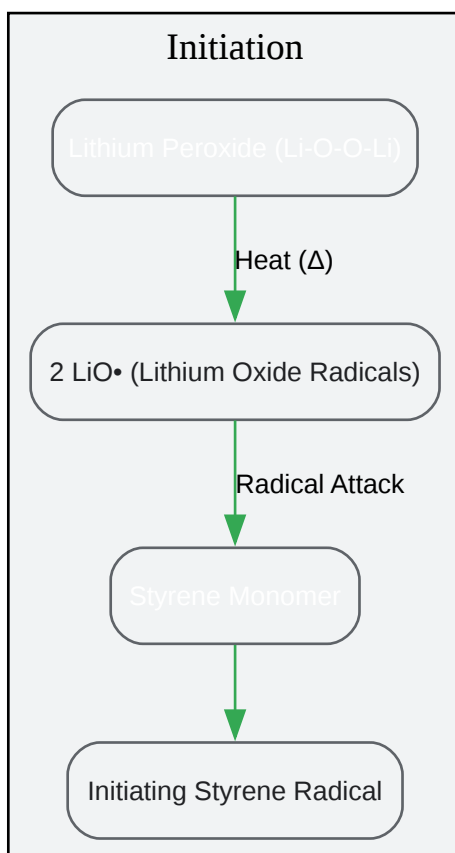 Initiation
Lithium Peroxide (Li-O-O-Li)
Heat (Δ)
2 LiO• (Lithium Oxide Radicals)
Radical Attack
Styrene Monomer
Initiating Styrene Radical